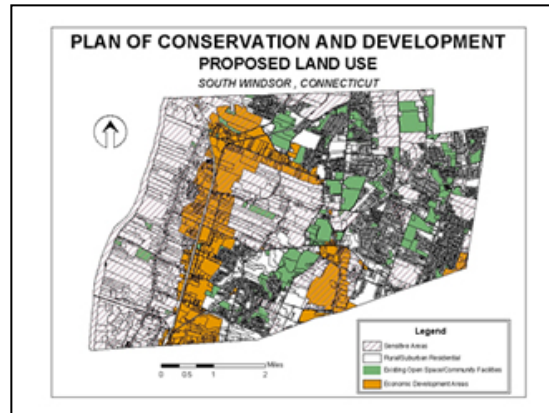 PLAN OF CONSERVATION AND DEVELOPMENT
PROPOSED LAND USE
SOUTH WINDSOR , CONNECTICUT
Legend
Sensitive Areas
Rural/Suburban Residential
Existing Open Space/Community Facilities
Economic Development Areas
Miles
0 0.5 1 2